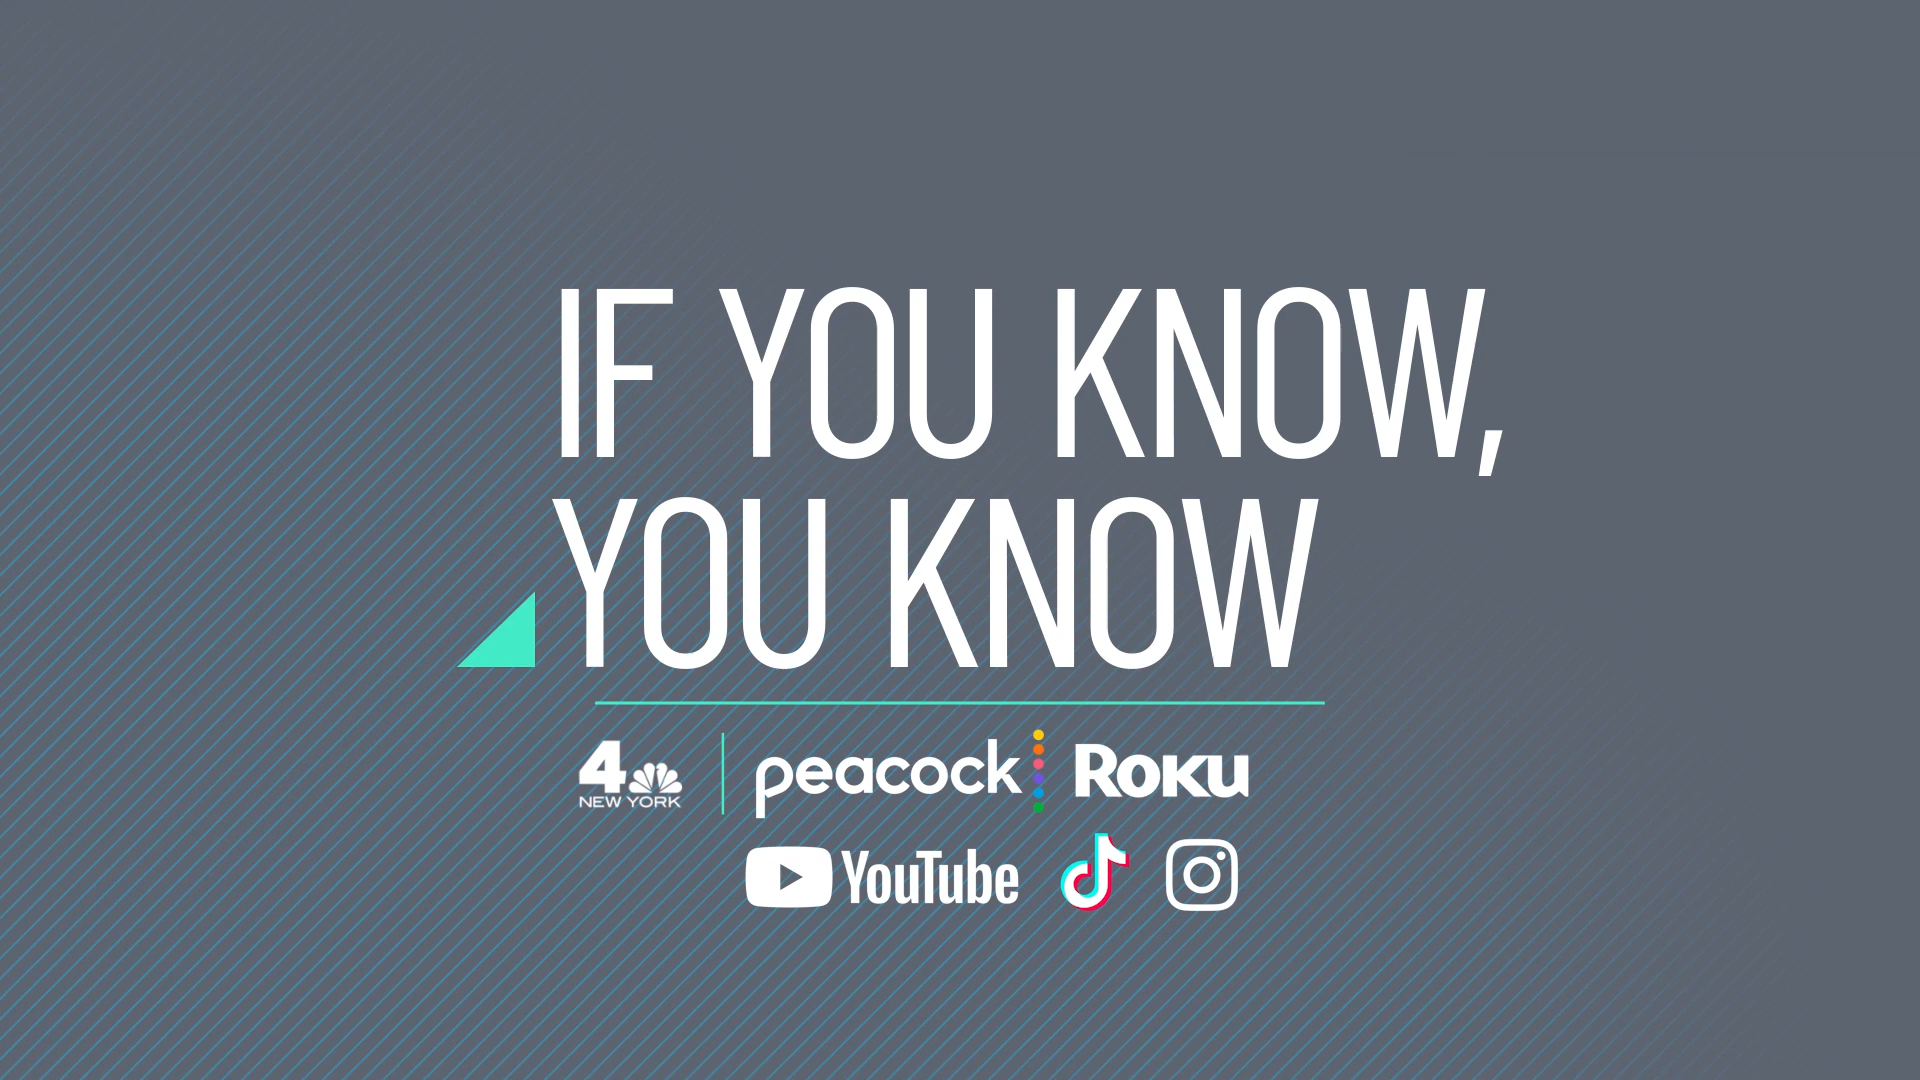 IF YOU KNOW,
YOU KNOW
4
NEW YORK
peacock
ROKU
YouTube